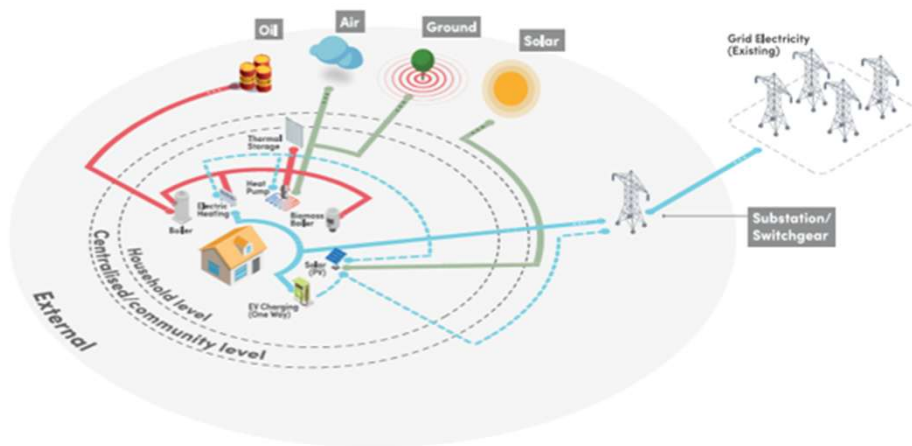 Oil
Air
Ground
Solar
Grid Electricity
(Existing)
Thermal
Storage
Heat
Pump
Electric
Heating
Boiler
Biomass
Boiler
Substation/
Switchgear
Solar
(PV)
EV Charging
(One Way)
Household level
Centralised/community level
External